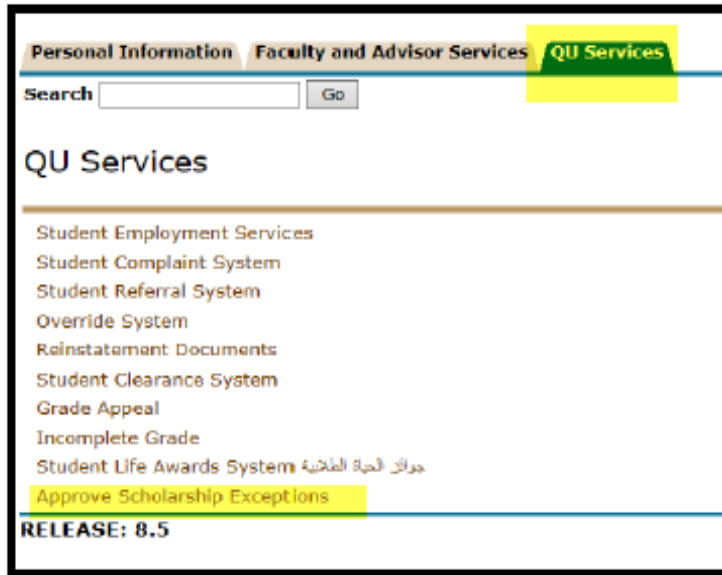 Personal Information Faculty and Advisor Services QU Services
Search Go
QU Services
Student Employment Services
Student Complaint System
Student Referral System
Override System
Reinstatement Documents
Student Clearance System
Grade Appeal
Incomplete Grade
Student Life Awards System جوائز الحياة الطلابية
Approve Scholarship Exceptions
RELEASE: 8.5